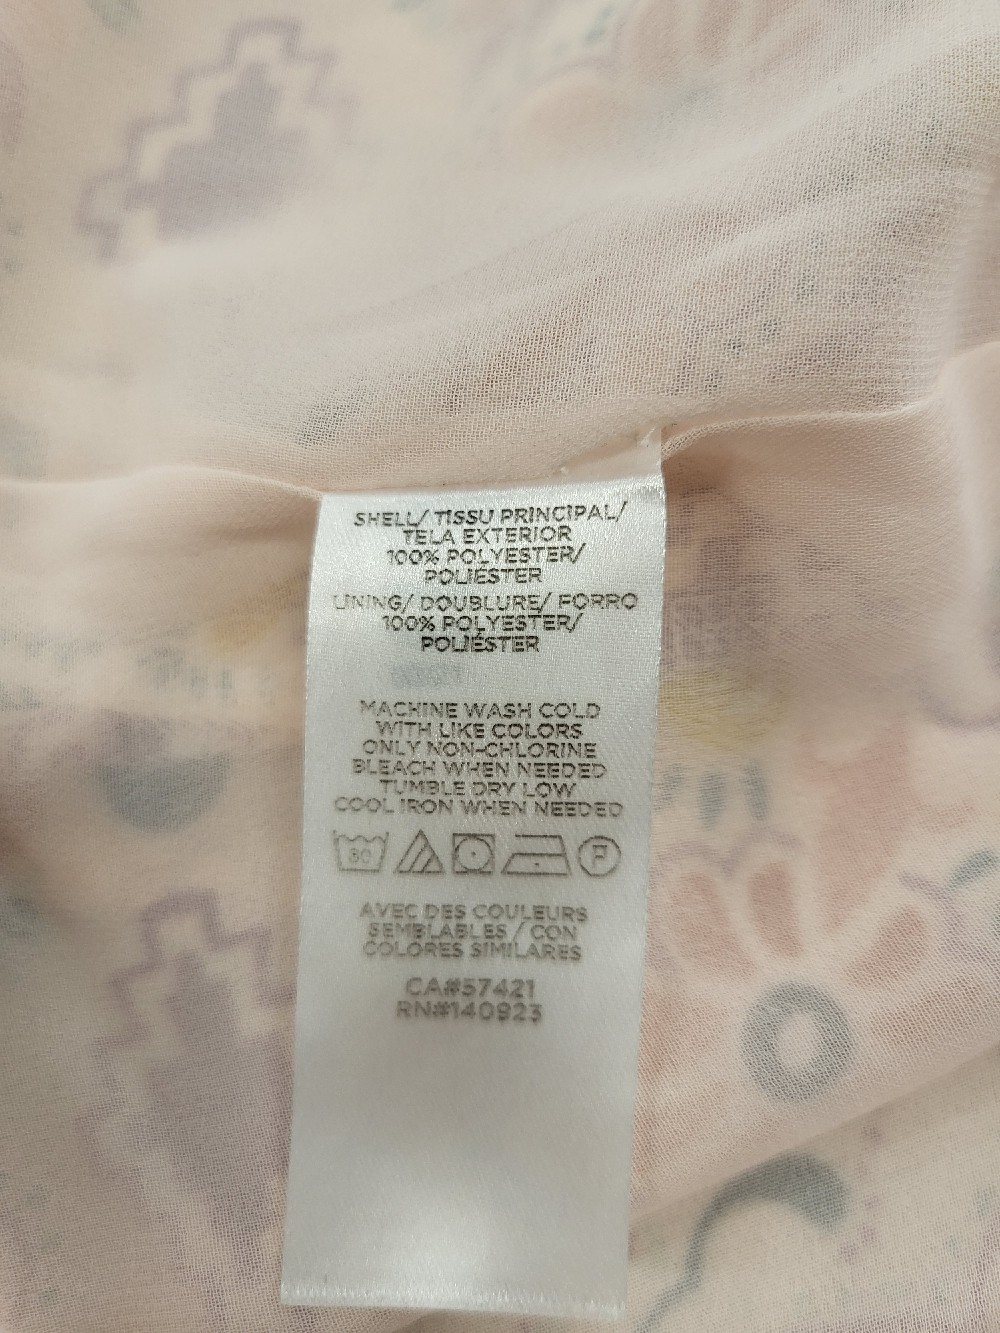 SHELL/ TISSU PRINCIPAL/
TELA EXTERIOR
100% POLYESTER/
POLIÉSTER
LINING/ DOUBLURE/ FORRO
100% POLYESTER/
POLIÉSTER
MACHINE WASH COLD
WITH LIKE COLORS
ONLY NON-CHLORINE
BLEACH WHEN NEEDED
TUMBLE DRY LOW
COOL IRON WHEN NEEDED
30 P
AVEC DES COULEURS
SEMBLABLES / CON
COLORES SIMILARES
CA#57421
RN#140923